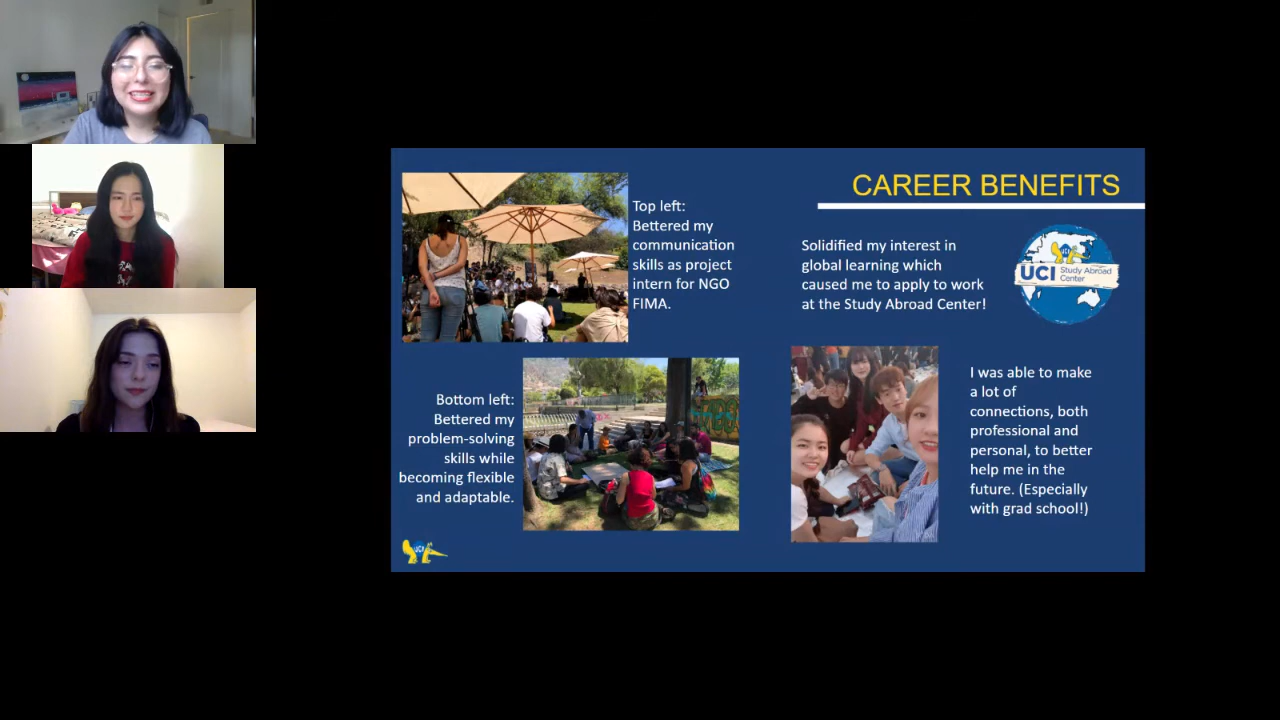 CAREER BENEFITS
Top left:
Bettered my
communication
skills as project
intern for NGO
FIMA.
Solidified my interest in
global learning which
caused me to apply to work
at the Study Abroad Center!
UCI Study Abroad
Center
Bottom left:
Bettered my
problem-solving
skills while
becoming flexible
and adaptable.
I was able to make
a lot of
connections, both
professional and
personal, to better
help me in the
future. (Especially
with grad school!)
UCI